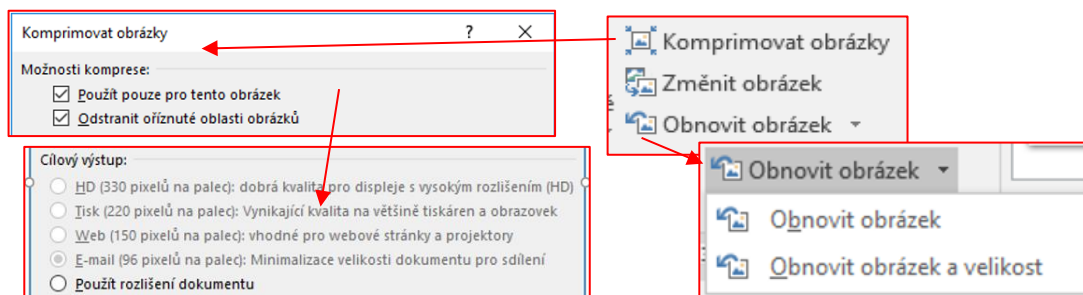 Komprimovat obrázky ? ×
Možnosti komprese:
Použít pouze pro tento obrázek
Odstranit oříznuté oblasti obrázků
Cílový výstup:
HD (330 pixelů na palec): dobrá kvalita pro displeje s vysokým rozlišením (HD)
Tisk (220 pixelů na palec): Vynikající kvalita na většině tiskáren a obrazovek
Web (150 pixelů na palec): vhodné pro webové stránky a projektory
E-mail (96 pixelů na palec): Minimalizace velikosti dokumentu pro sdílení
Použít rozlišení dokumentu
Komprimovat obrázky
Změnit obrázek
Obnovit obrázek
Obnovit obrázek
Obnovit obrázek
Obnovit obrázek a velikost